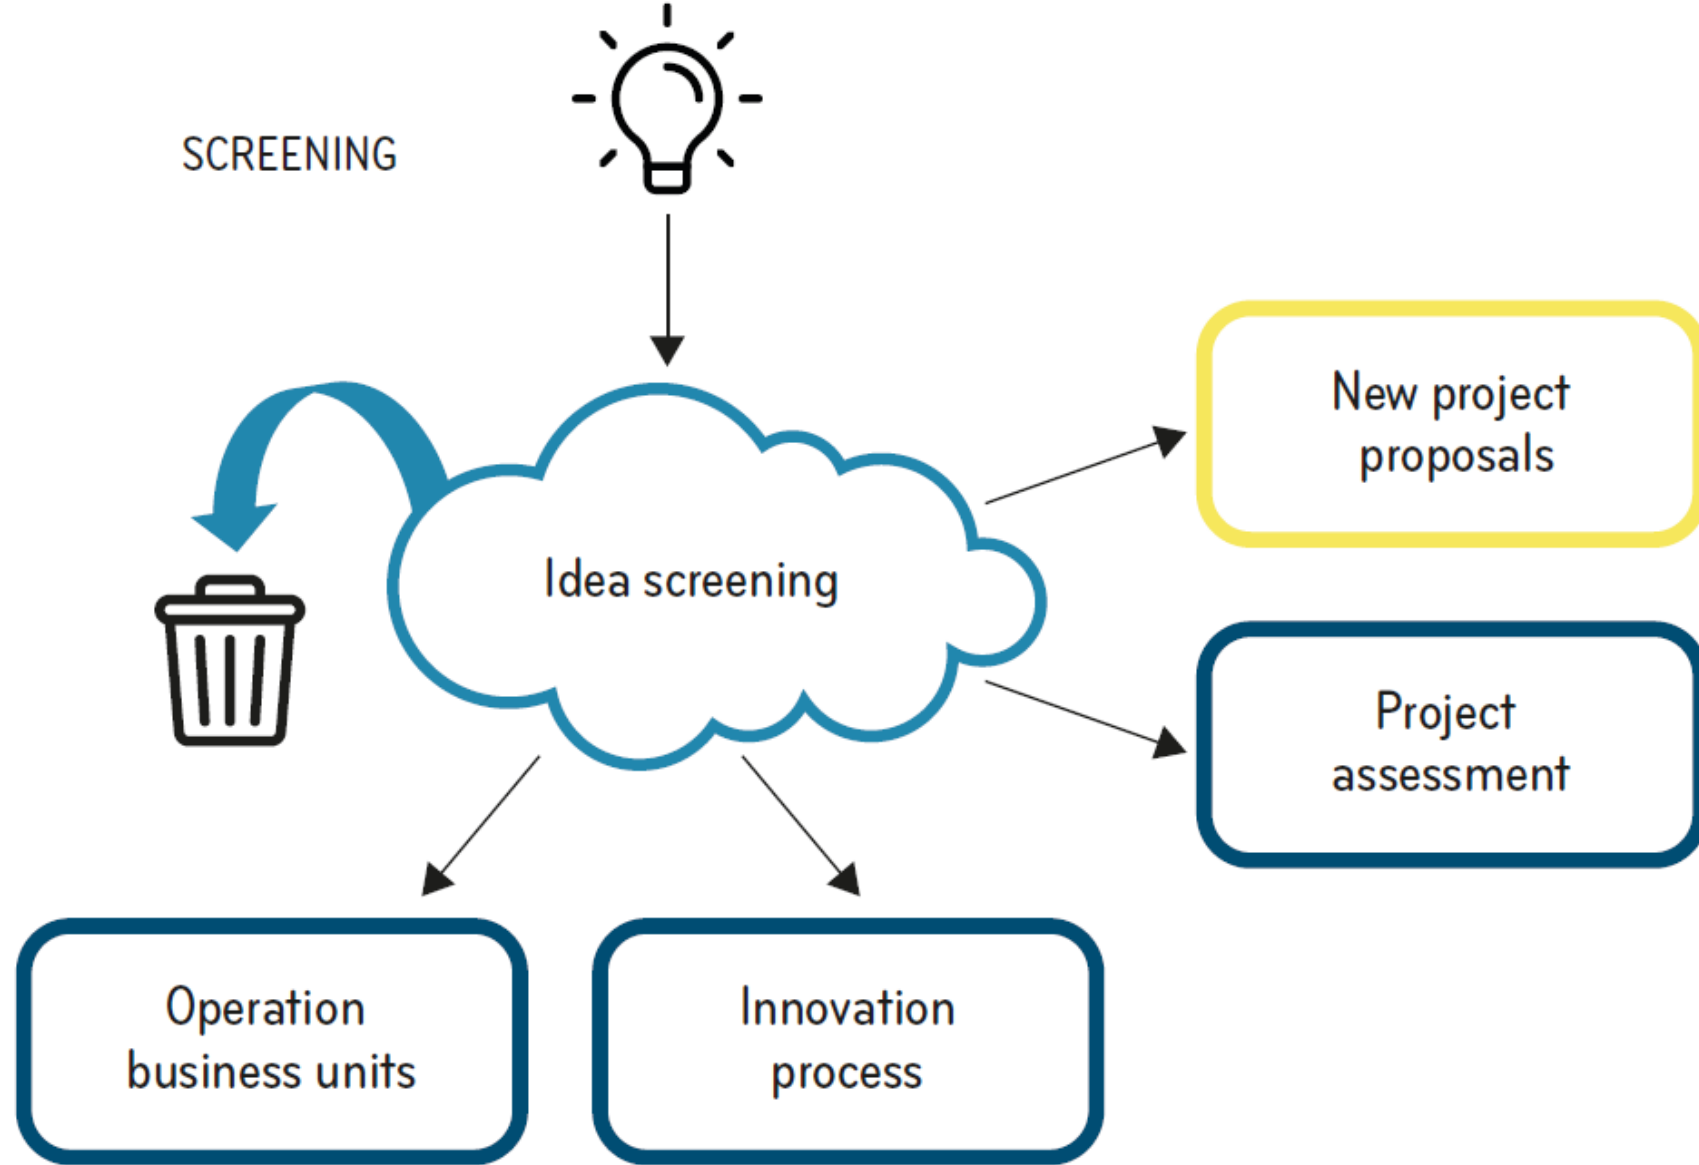 SCREENING
New project
proposals
Idea screening
Project
assessment
Operation
business units
Innovation
process